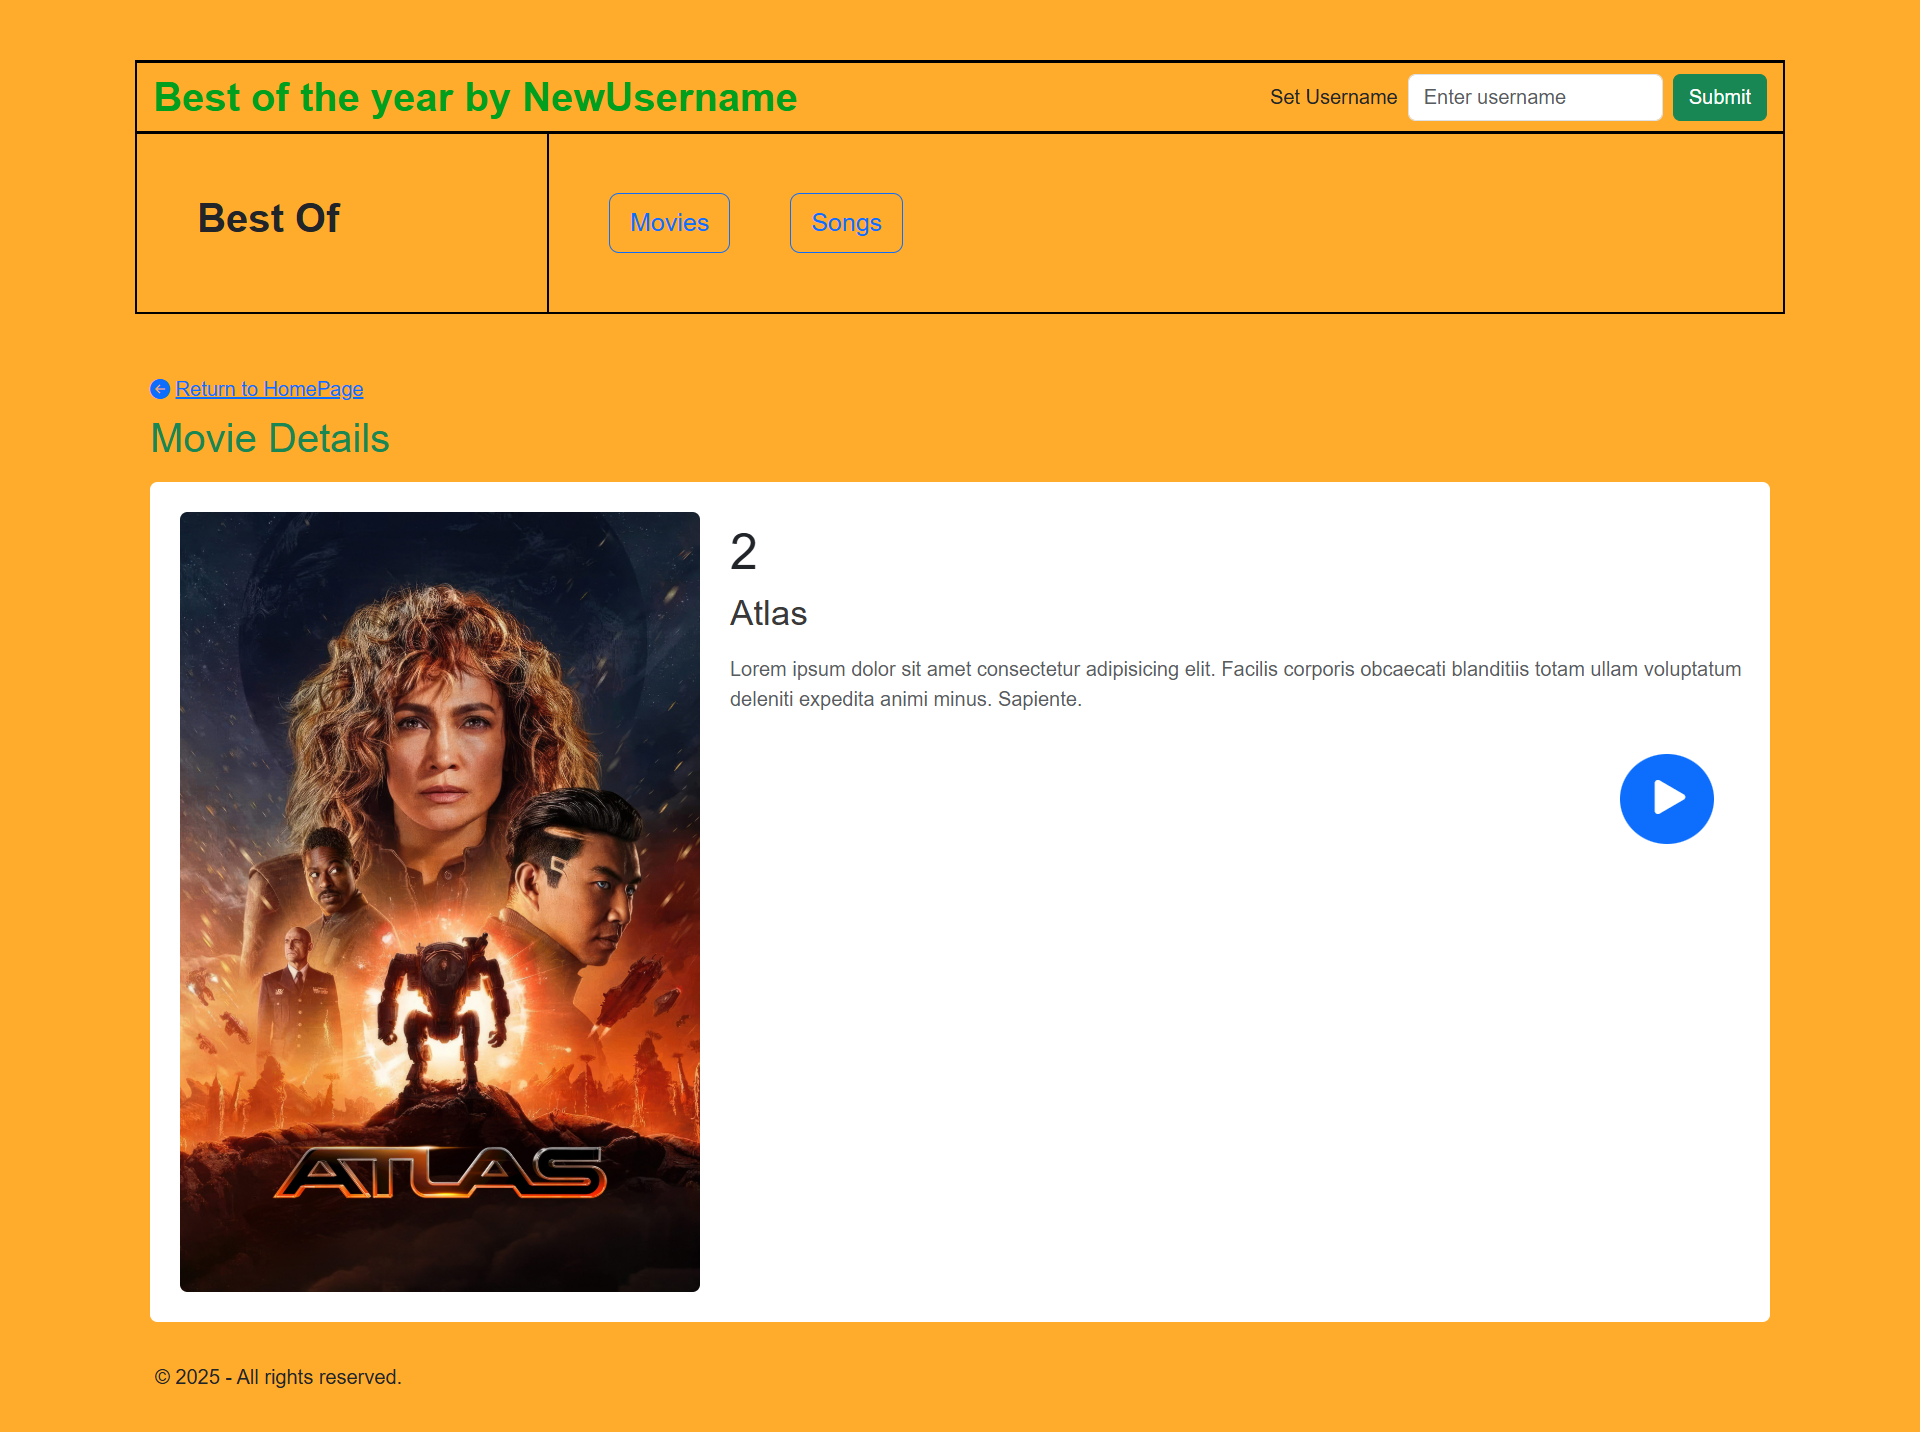 Best of the year by NewUsername
Set Username
Enter username
Submit
Best Of
Movies
Songs
Return to HomePage
Movie Details
2
Atlas
Lorem ipsum dolor sit amet consectetur adipisicing elit. Facilis corporis obcaecati blanditiis totam ullam voluptatum
deleniti expedita animi minus. Sapiente.
ATLAS
© 2025 - All rights reserved.